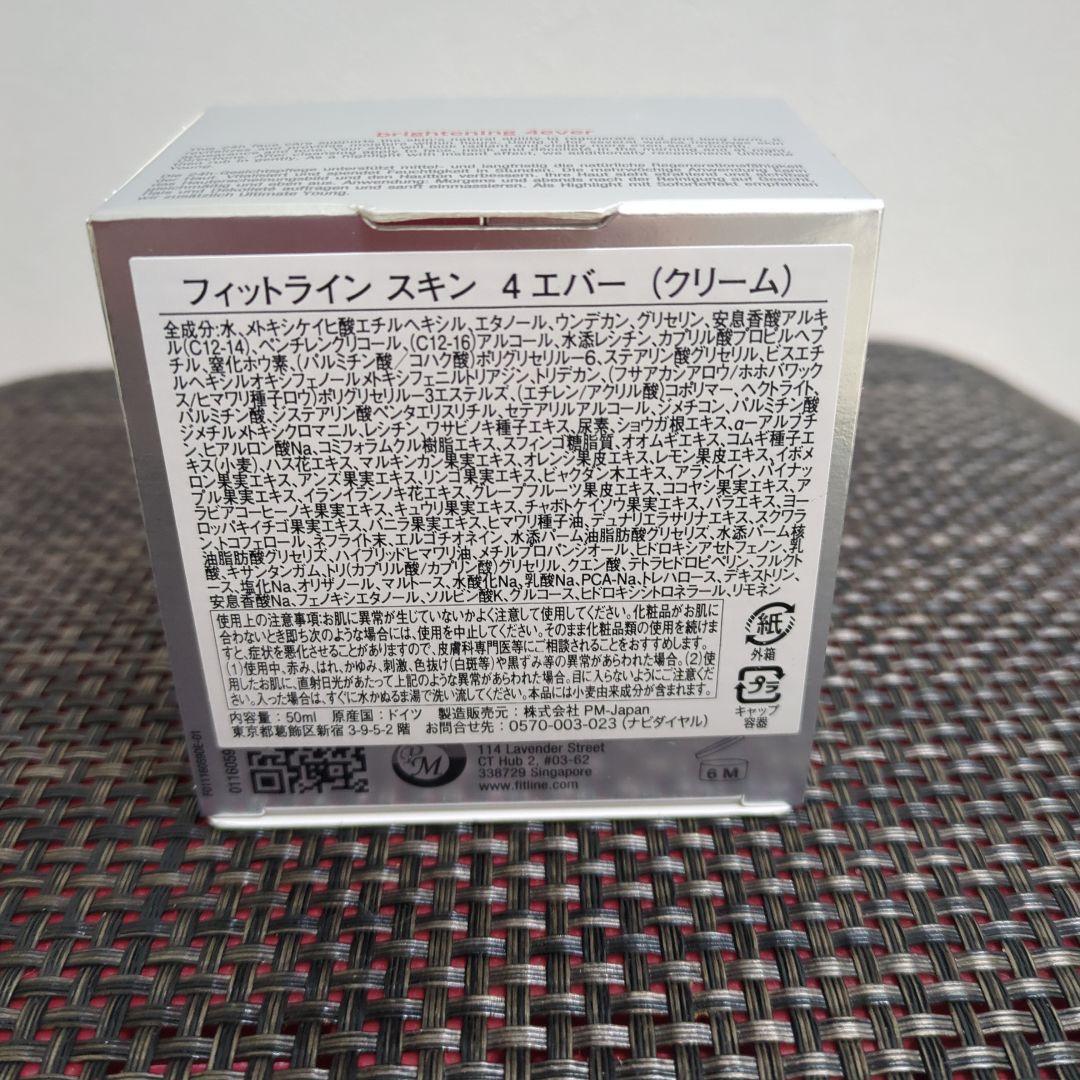 brightening 4ever
フィットライン スキン 4 エバー (クリーム)
全成分:水、メトキシケイヒ酸エチルヘキシル、エタノール、ウンデカン、グリセリン、安息香酸アルキ
ル(C12-14)、ペンチレングリコール、(C12-16)アルコール、水添レシチン、カプリル酸プロピルヘプ
チル、窒化ホウ素、(パルミチン酸/コハク酸)ポリグリセリル-6、ステアリン酸グリセリル、ビスエチ
ルヘキシルオキシフェノールメトキシフェニルトリアジン、トリデカン、(フサアカシアロウ/ホホバワック
ス/ヒマワリ種子ロウ)ポリグリセリル-3エステルズ、(エチレン/アクリル酸)コポリマー、ヘクトライト、
パルミチン酸、ジステアリン酸ペンタエリスリチル、セテアリルアルコール、ジメチコン、パルミチン酸
ジメチルメトキシクロマニル、レシチン、ワサビノキ種子エキス、尿素、ショウガ根エキス、α-アルブチ
ン、ヒアルロン酸Na、コミフォラムクル樹脂エキス、スフィンゴ糖脂質、オオムギエキス、コムギ種子エ
キス(小麦)、ハス花エキス、マルキンカン果実エキス、オレンジ果皮エキス、レモン果皮エキス、イボメ
ロン果実エキス、アンズ果実エキス、リンゴ果実エキス、ビャクダン木エキス、アラントイン、パイナッ
プル果実エキス、イランイランノキ花エキス、グレープフルーツ果皮エキス、ココヤシ果実エキス、ア
ラビアコーヒーノキ果実エキス、キュウリ果実エキス、チャボトケイソウ果実エキス、バラエキス、ヨー
ロッパキイチゴ果実エキス、バニラ果実エキス、ヒマワリ種子油、デュナリエラサリナエキス、スクワラ
ン、トコフェロール、ネフライト末、エルゴチオネイン、水添パーム油脂肪酸グリセリズ、水添パーム核
油脂肪酸グリセリズ、ハイブリッドヒマワリ油、メチルプロパンジオール、ヒドロキシアセトフェノン、乳
酸、キサンタンガム、トリ(カプリル酸/カプリン酸)グリセリル、クエン酸、テトラヒドロピペリン、フルクト
ース、塩化Na、オリザノール、マルトース、水酸化Na、乳酸Na、PCA-Na、トレハロース、デキストリン、
安息香酸Na、フェノキシエタノール、ソルビン酸K、グルコース、ヒドロキシシトロネラール、リモネン
使用上の注意事項:お肌に異常が生じていないかよく注意して使用してください。化粧品がお肌に
合わないとき即ち次のような場合には、使用を中止してください。そのまま化粧品類の使用を続けま
すと、症状を悪化させることがありますので、皮膚科専門医等にご相談されることをおすすめします。
(1)使用中、赤み、はれ、かゆみ、刺激、色抜け(白斑等)や黒ずみ等の異常があらわれた場合。(2)使
用したお肌に、直射日光があたって上記のような異常があらわれた場合。目に入らないようにご注意くだ
さい。入った場合は、すぐに水かぬるま湯で洗い流してください。本品には小麦由来成分が含まれます。
紙
外箱
プラ
キャップ
容器
内容量:50ml 原産国:ドイツ 製造販売元:株式会社 PM-Japan
東京都葛飾区新宿 3-9-5-2 階 お問合せ先:0570-003-023 (ナビダイヤル)
114 Lavender Street
CT Hub 2, #03-62
338729 Singapore
www.fitline.com
6 M